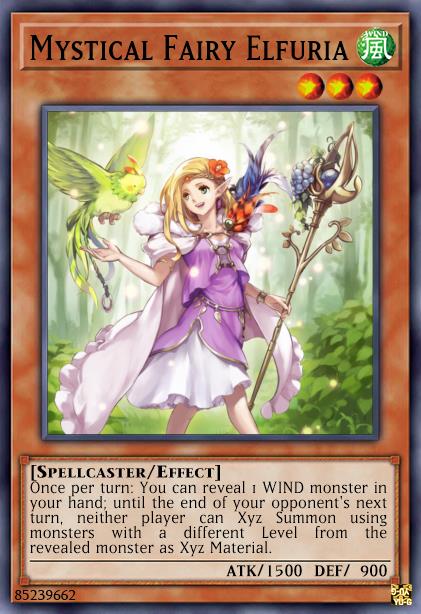 Mystical Fairy Elfuria
WIND
風
[Spellcaster/Effect]
Once per turn: You can reveal 1 WIND monster in
your hand; until the end of your opponent's next
turn, neither player can Xyz Summon using
monsters with a different Level from the
revealed monster as Xyz Material.
ATK/1500 DEF/ 900
85239662